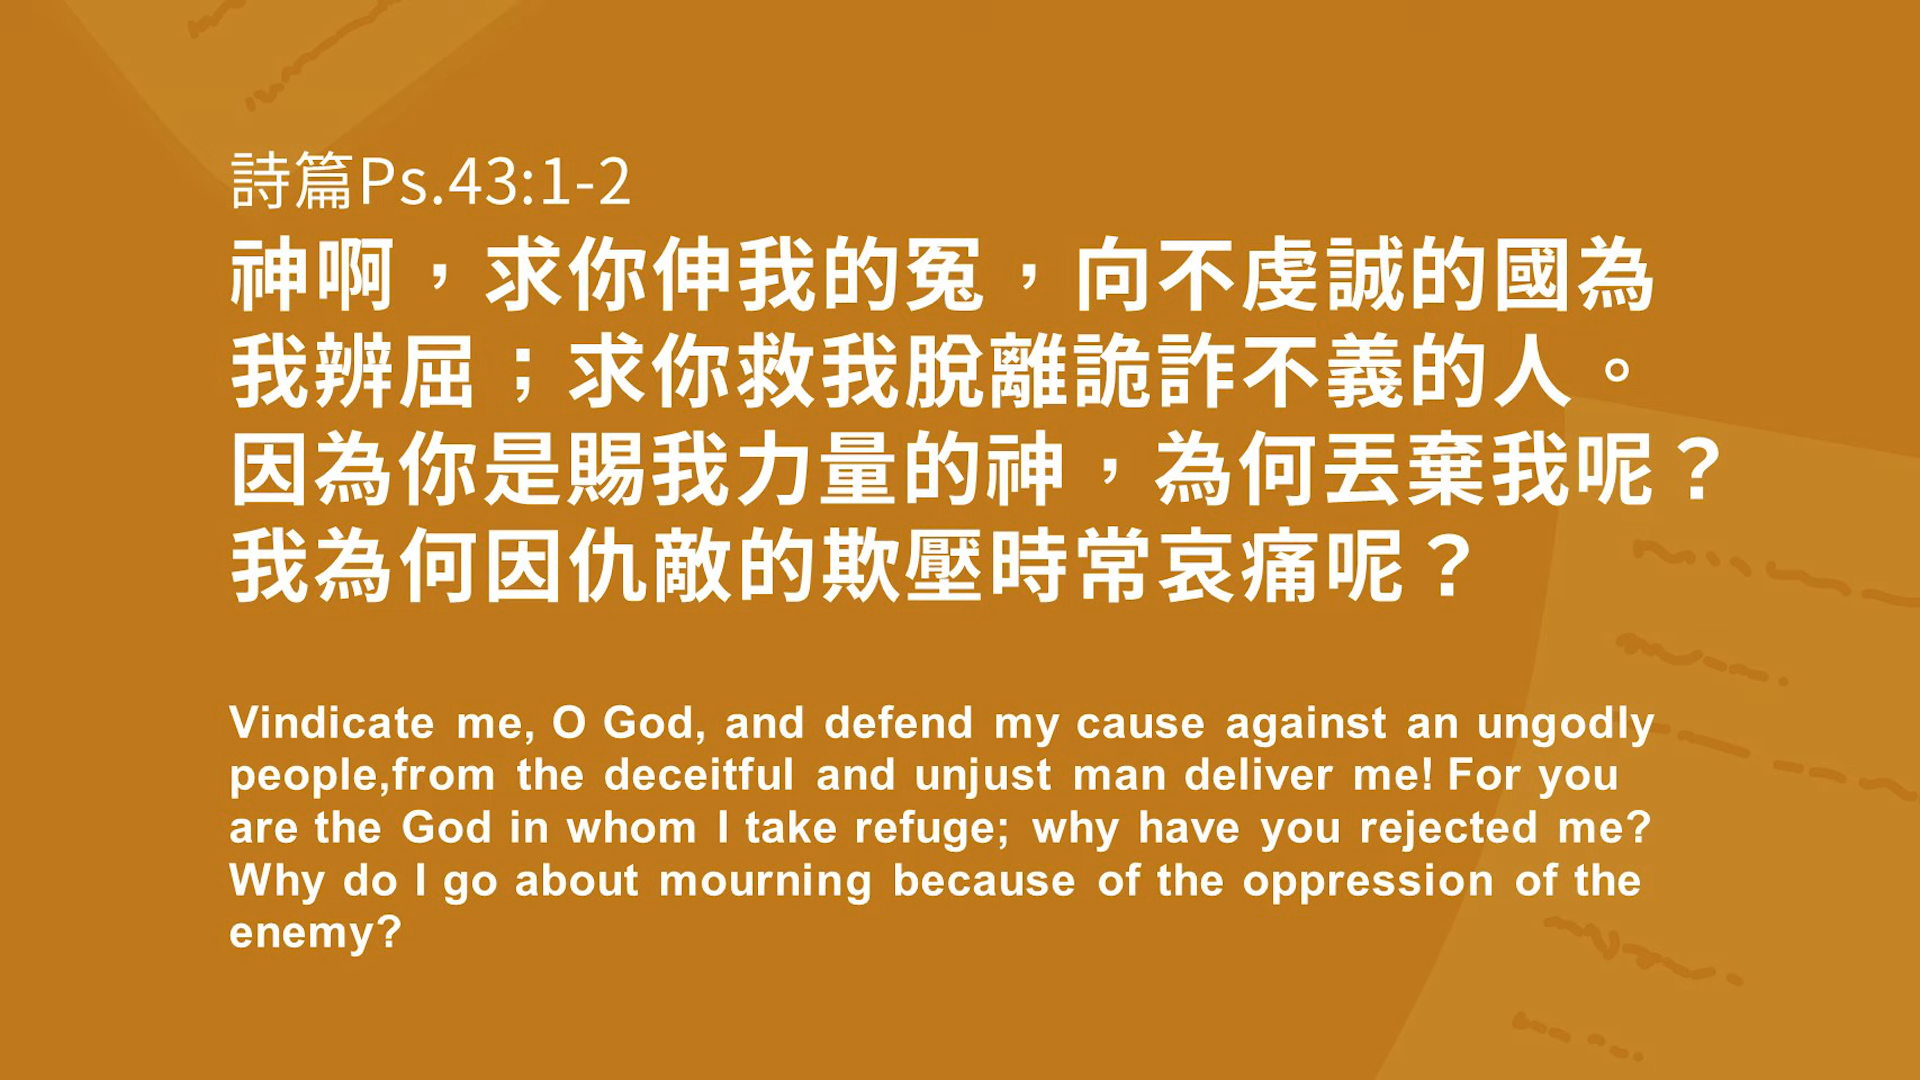 詩篇Ps.43:1-2
神啊，求你伸我的冤，向不虔誠的國為
我辨屈；求你救我脫離詭詐不義的人。
因為你是賜我力量的神，為何丟棄我呢？
我為何因仇敵的欺壓時常哀痛呢？
Vindicate me, O God, and defend my cause against an ungodly
people,from the deceitful and unjust man deliver me! For you
are the God in whom I take refuge; why have you rejected me?
Why do I go about mourning because of the oppression of the
enemy?